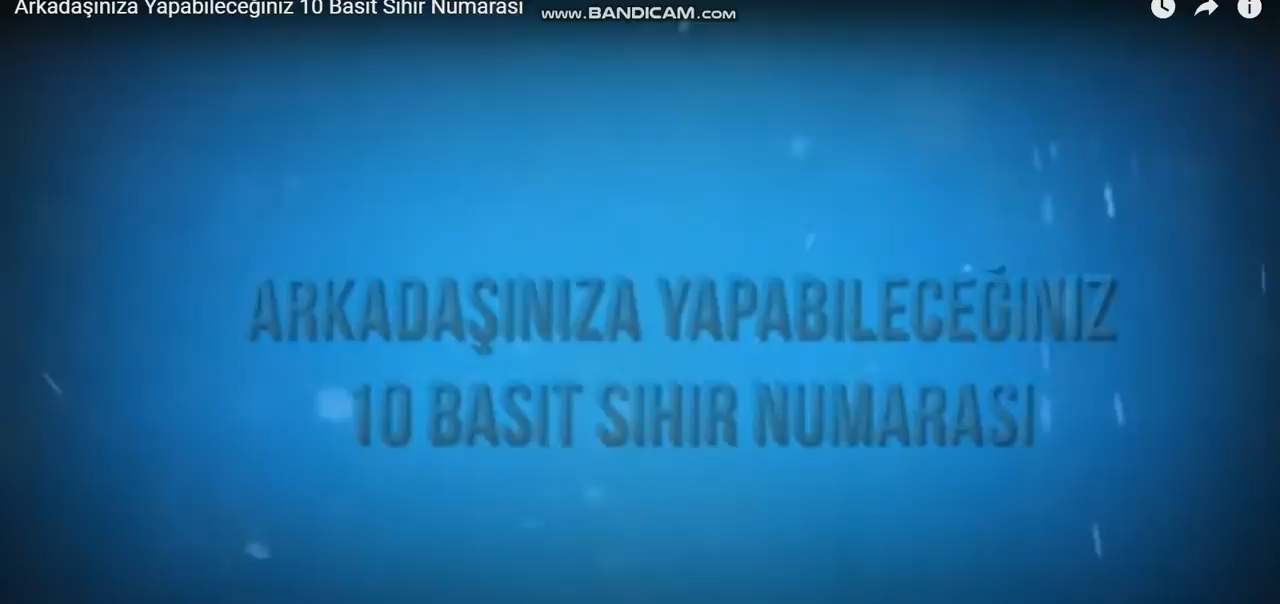 Arkadaşınıza Yapabileceğiniz 10 Basit Sihir Numarası
www.BANDICAM.com
ARKADAŞINIZA YAPABILECEĞINIZ
10 BASIT SIHIR NUMARASI